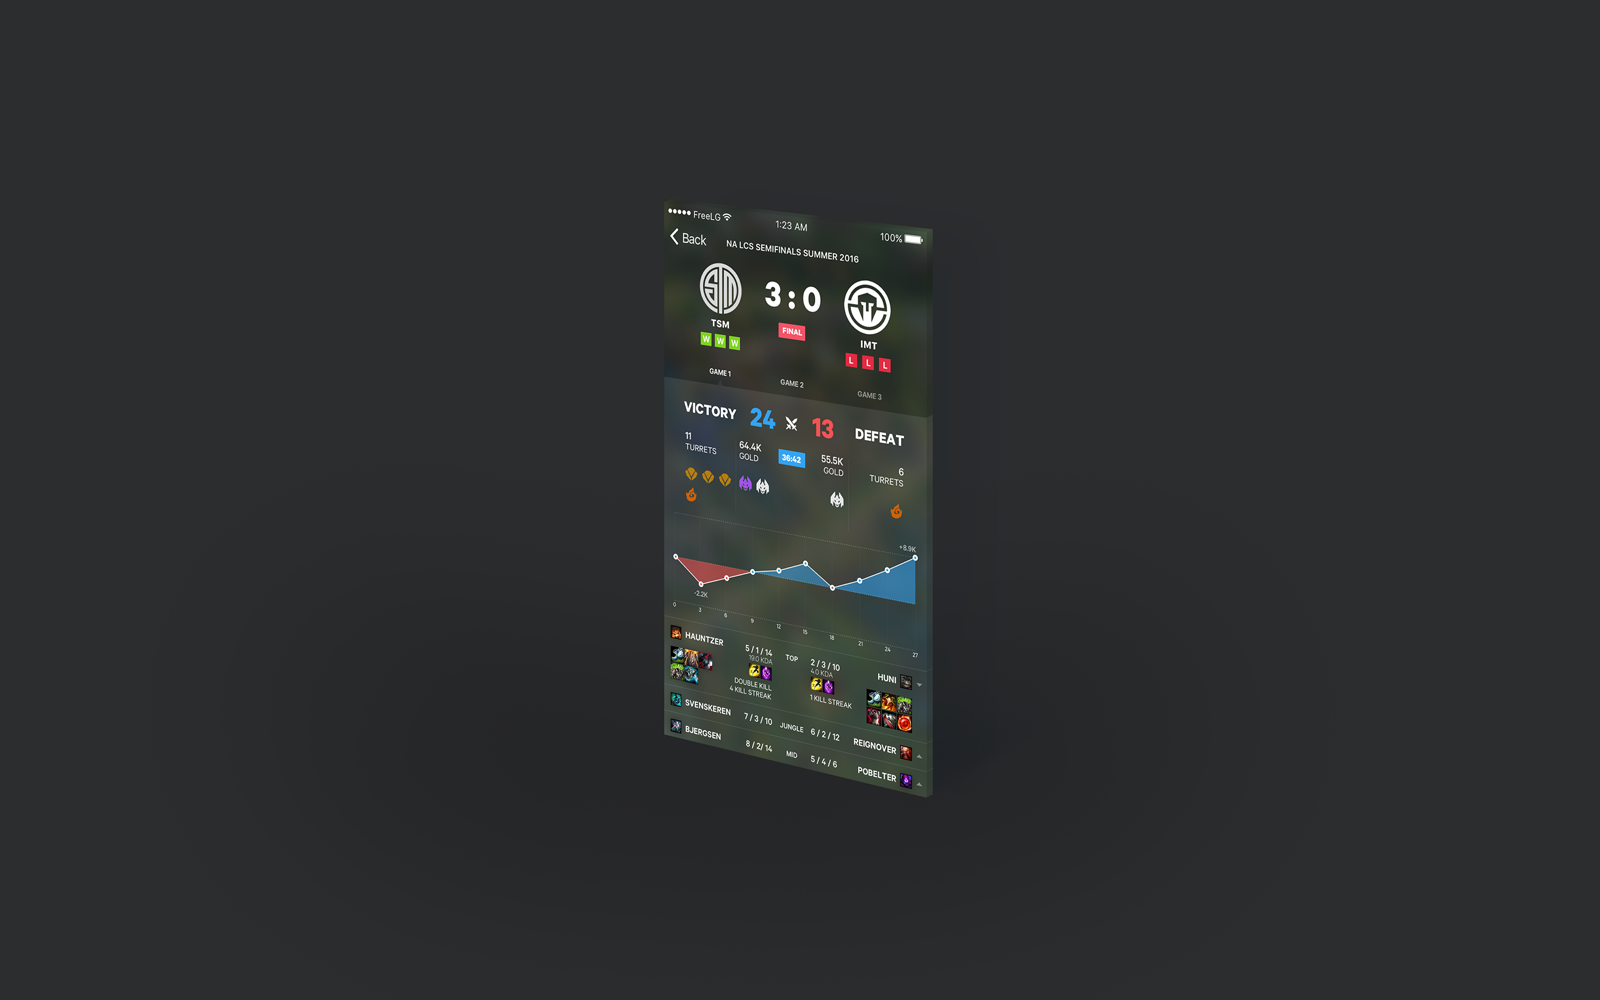 FreeLG
1:23 AM
100%
Back
NA LCS SEMIFINALS SUMMER 2016
3 : 0
TSM
FINAL
IMT
W W W
L L L
GAME 1
GAME 2
GAME 3
VICTORY
24
13
DEFEAT
11
TURRETS
64.4K
GOLD
36:42
55.5K
GOLD
6
TURRETS
+8.9K
-2.2K
0 3 6 9 12 15 18 21 24 27
HAUNTZER
5 / 1 / 14
19.0 KDA
TOP
2 / 3 / 10
4.0 KDA
HUNI
DOUBLE KILL
4 KILL STREAK
1 KILL STREAK
SVENSKEREN
7 / 3 / 10
JUNGLE
6 / 2 / 12
REIGNOVER
BJERGSEN
8 / 2 / 14
MID
5 / 4 / 6
POBELTER